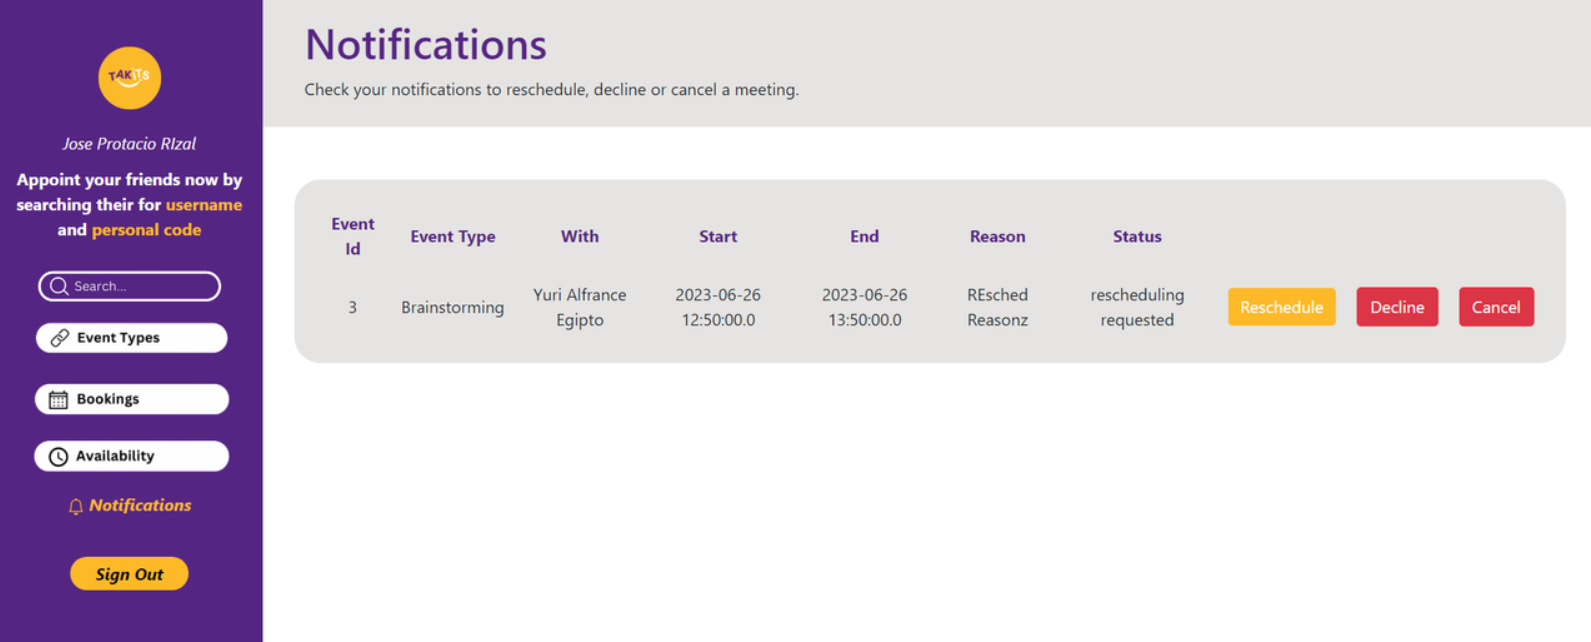 TAKITS
Jose Protacio RIzal
Appoint your friends now by
searching their for username
and personal code
Search...
Event Types
Bookings
Availability
Notifications
Sign Out
Notifications
Check your notifications to reschedule, decline or cancel a meeting.
Event Id Event Type With Start End Reason Status
3 Brainstorming Yuri Alfrance Egipto 2023-06-26 12:50:00.0 2023-06-26 13:50:00.0 REsched Reasonz rescheduling requested Reschedule Decline Cancel